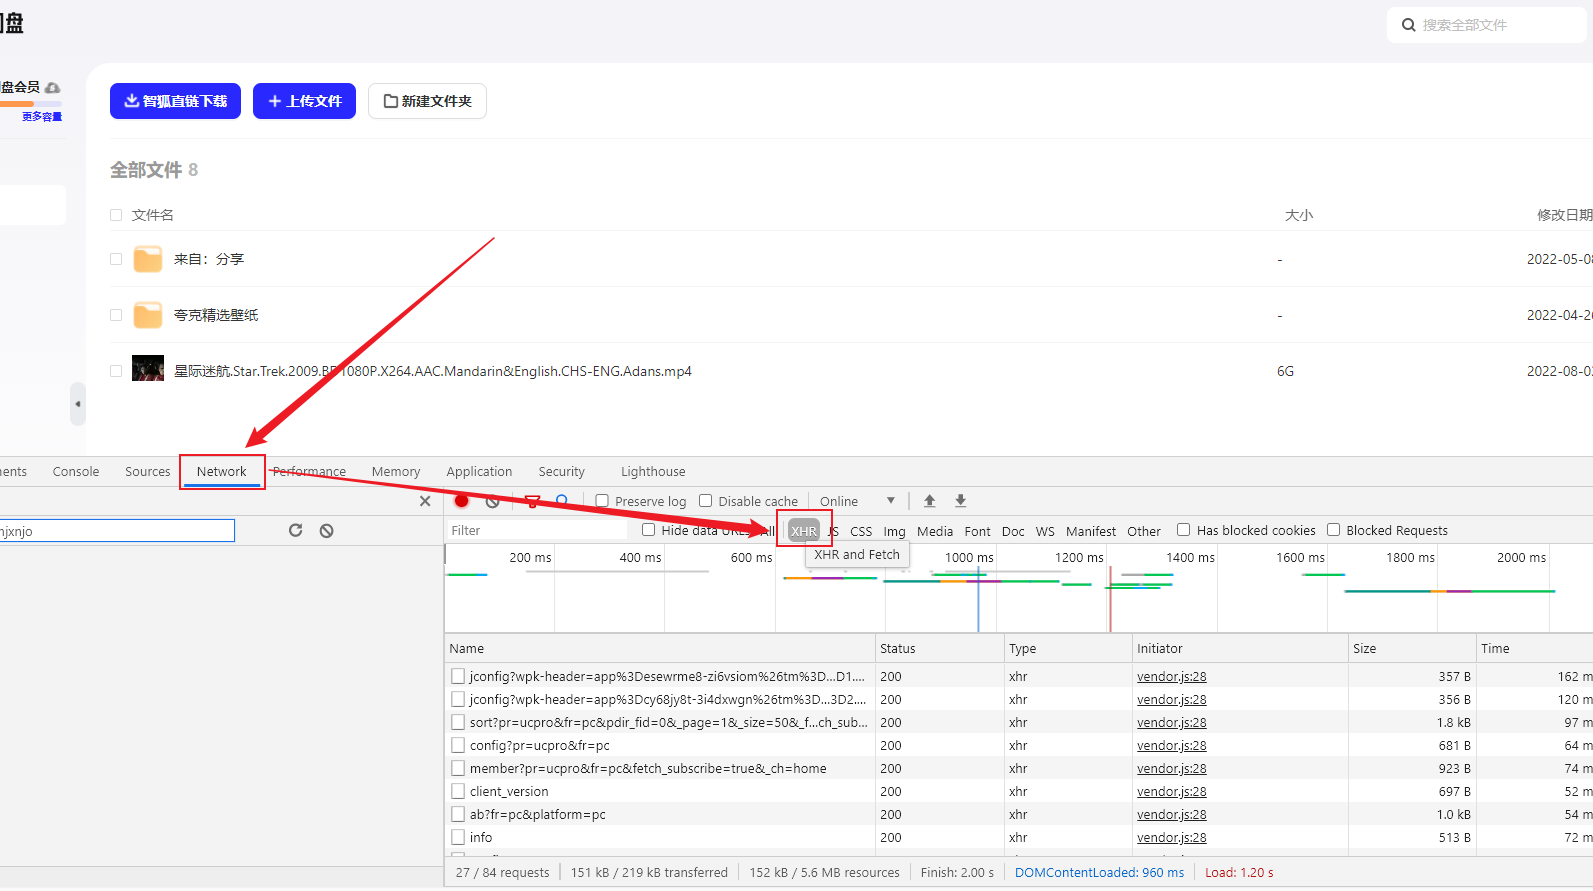 盘
搜索全部文件
盘会员
更多容量
智狐直链下载
上传文件
新建文件夹
全部文件 8
文件名 大小 修改日期
来自：分享 - 2022-05-08
夸克精选壁纸 - 2022-04-26
星际迷航.Star.Trek.2009.BD1080P.X264.AAC.Mandarin&English.CHS-ENG.Adans.mp4 6G 2022-08-0
ents Console Sources Network Performance Memory Application Security Lighthouse
Preserve log Disable cache Online
njxnjo
Filter Hide data URLs All XHR JS CSS Img Media Font Doc WS Manifest Other Has blocked cookies Blocked Requests
XHR and Fetch
200 ms 400 ms 600 ms 1000 ms 1200 ms 1400 ms 1600 ms 1800 ms 2000 ms
Name Status Type Initiator Size Time
jconfig?wpk-header=app%3Desewrme8-zi6vsiom%26tm%3D...D1.... 200 xhr vendor.js:28 357 B 162 m
jconfig?wpk-header=app%3Dcy68jy8t-3i4dxwgn%26tm%3D...3D2.... 200 xhr vendor.js:28 356 B 120 m
sort?pr=ucpro&fr=pc&pdir_fid=0&_page=1&_size=50&_f...ch_sub... 200 xhr vendor.js:28 1.8 kB 97 m
config?pr=ucpro&fr=pc 200 xhr vendor.js:28 681 B 64 m
member?pr=ucpro&fr=pc&fetch_subscribe=true&_ch=home 200 xhr vendor.js:28 923 B 74 m
client_version 200 xhr vendor.js:28 697 B 52 m
ab?fr=pc&platform=pc 200 xhr vendor.js:28 1.0 kB 54 m
info 200 xhr vendor.js:28 513 B 72 m
27 / 84 requests 151 kB / 219 kB transferred 152 kB / 5.6 MB resources Finish: 2.00 s DOMContentLoaded: 960 ms Load: 1.20 s